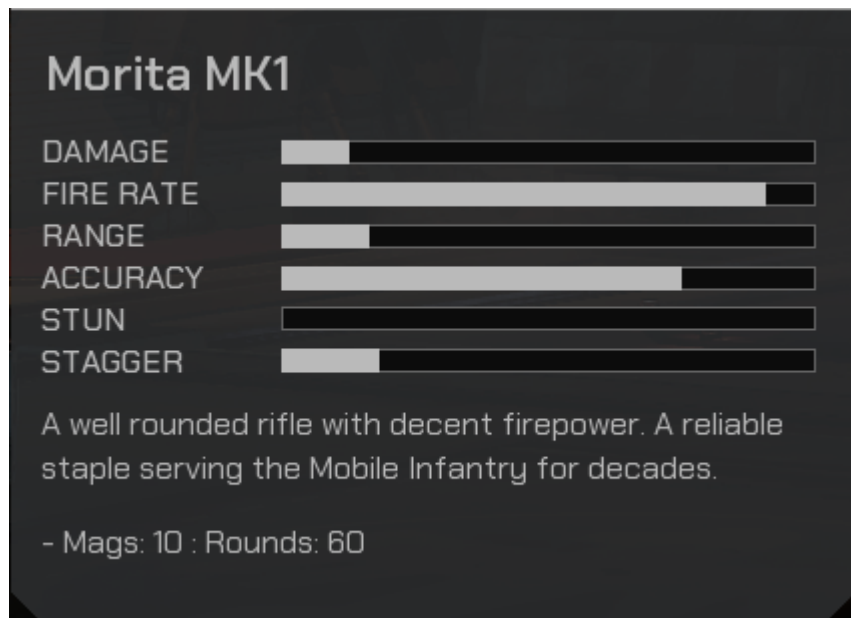 Morita MK1
DAMAGE
FIRE RATE
RANGE
ACCURACY
STUN
STAGGER
A well rounded rifle with decent firepower. A reliable
staple serving the Mobile Infantry for decades.
- Mags: 10 : Rounds: 60